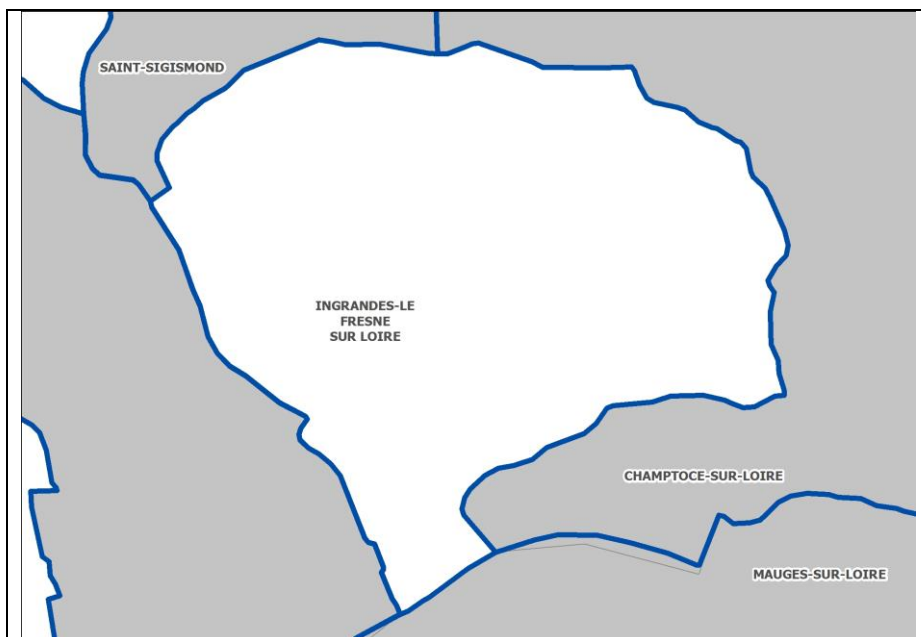 SAINT-SIGISMOND
INGRANDES-LE
FRESNE
SUR LOIRE
CHAMPTOCE-SUR-LOIRE
MAUGES-SUR-LOIRE